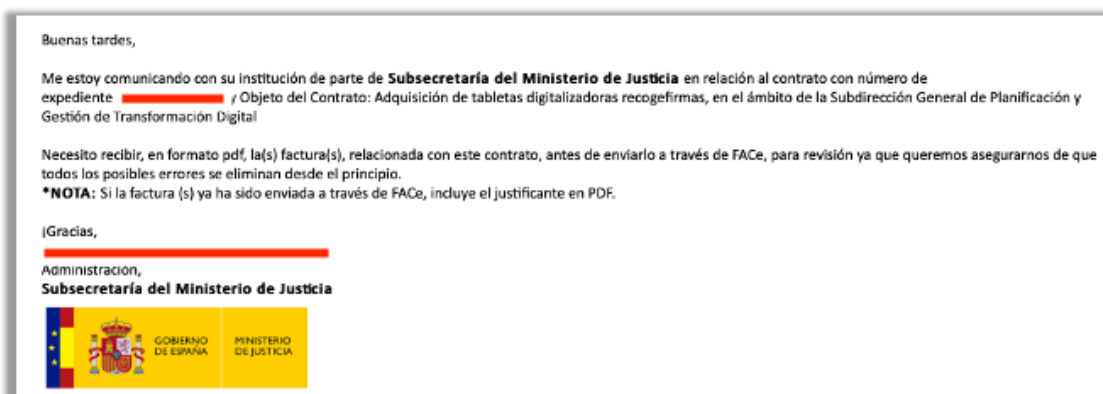 Buenas tardes,
Me estoy comunicando con su institución de parte de Subsecretaría del Ministerio de Justicia en relación al contrato con número de
expediente / Objeto del Contrato: Adquisición de tabletas digitalizadoras recogefirmas, en el ámbito de la Subdirección General de Planificación y
Gestión de Transformación Digital
Necesito recibir, en formato pdf, la(s) factura(s), relacionada con este contrato, antes de enviarlo a través de FACe, para revisión ya que queremos asegurarnos de que
todos los posibles errores se eliminan desde el principio.
*NOTA: Si la factura (s) ya ha sido enviada a través de FACe, incluye el justificante en PDF.
¡Gracias,
Administración,
Subsecretaría del Ministerio de Justicia
GOBIERNO MINISTERIO
DE ESPAÑA DE JUSTICIA